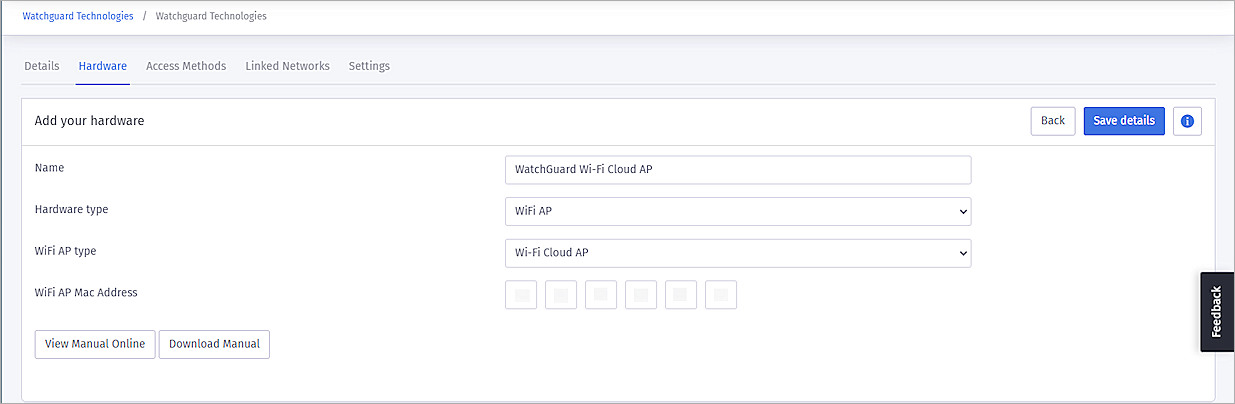 Watchguard Technologies / Watchguard Technologies
Details Hardware Access Methods Linked Networks Settings
Add your hardware Back Save details
Name WatchGuard Wi-Fi Cloud AP
Hardware type WiFi AP
WiFi AP type Wi-Fi Cloud AP
WiFi AP Mac Address
Feedback
View Manual Online Download Manual